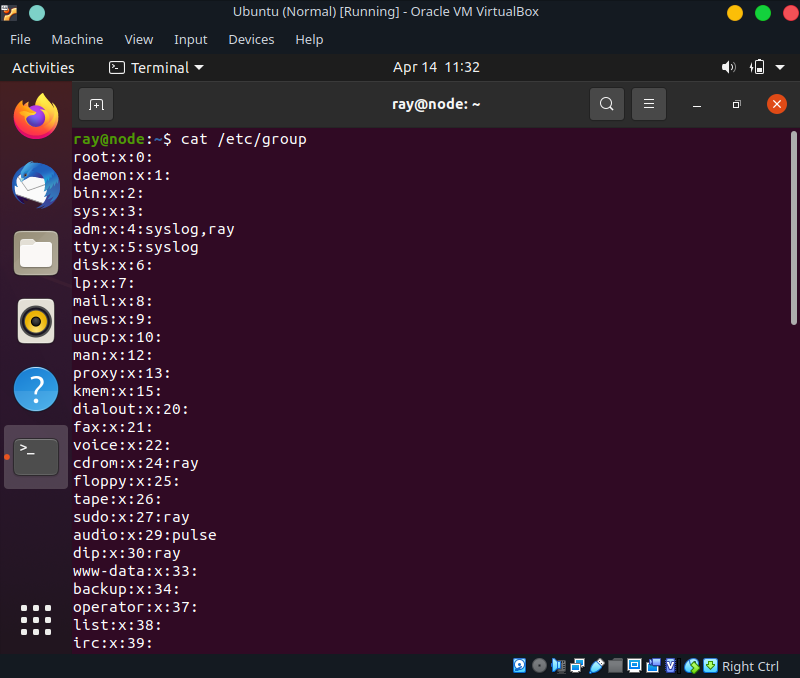 Ubuntu (Normal) [Running] - Oracle VM VirtualBox
File Machine View Input Devices Help
Activities Terminal Apr 14 11:32
ray@node: ~
ray@node:~$ cat /etc/group
root:x:0:
daemon:x:1:
bin:x:2:
sys:x:3:
adm:x:4:syslog,ray
tty:x:5:syslog
disk:x:6:
lp:x:7:
mail:x:8:
news:x:9:
uucp:x:10:
man:x:12:
proxy:x:13:
kmem:x:15:
dialout:x:20:
fax:x:21:
voice:x:22:
cdrom:x:24:ray
floppy:x:25:
tape:x:26:
sudo:x:27:ray
audio:x:29:pulse
dip:x:30:ray
www-data:x:33:
backup:x:34:
operator:x:37:
list:x:38:
irc:x:39:
Right Ctrl